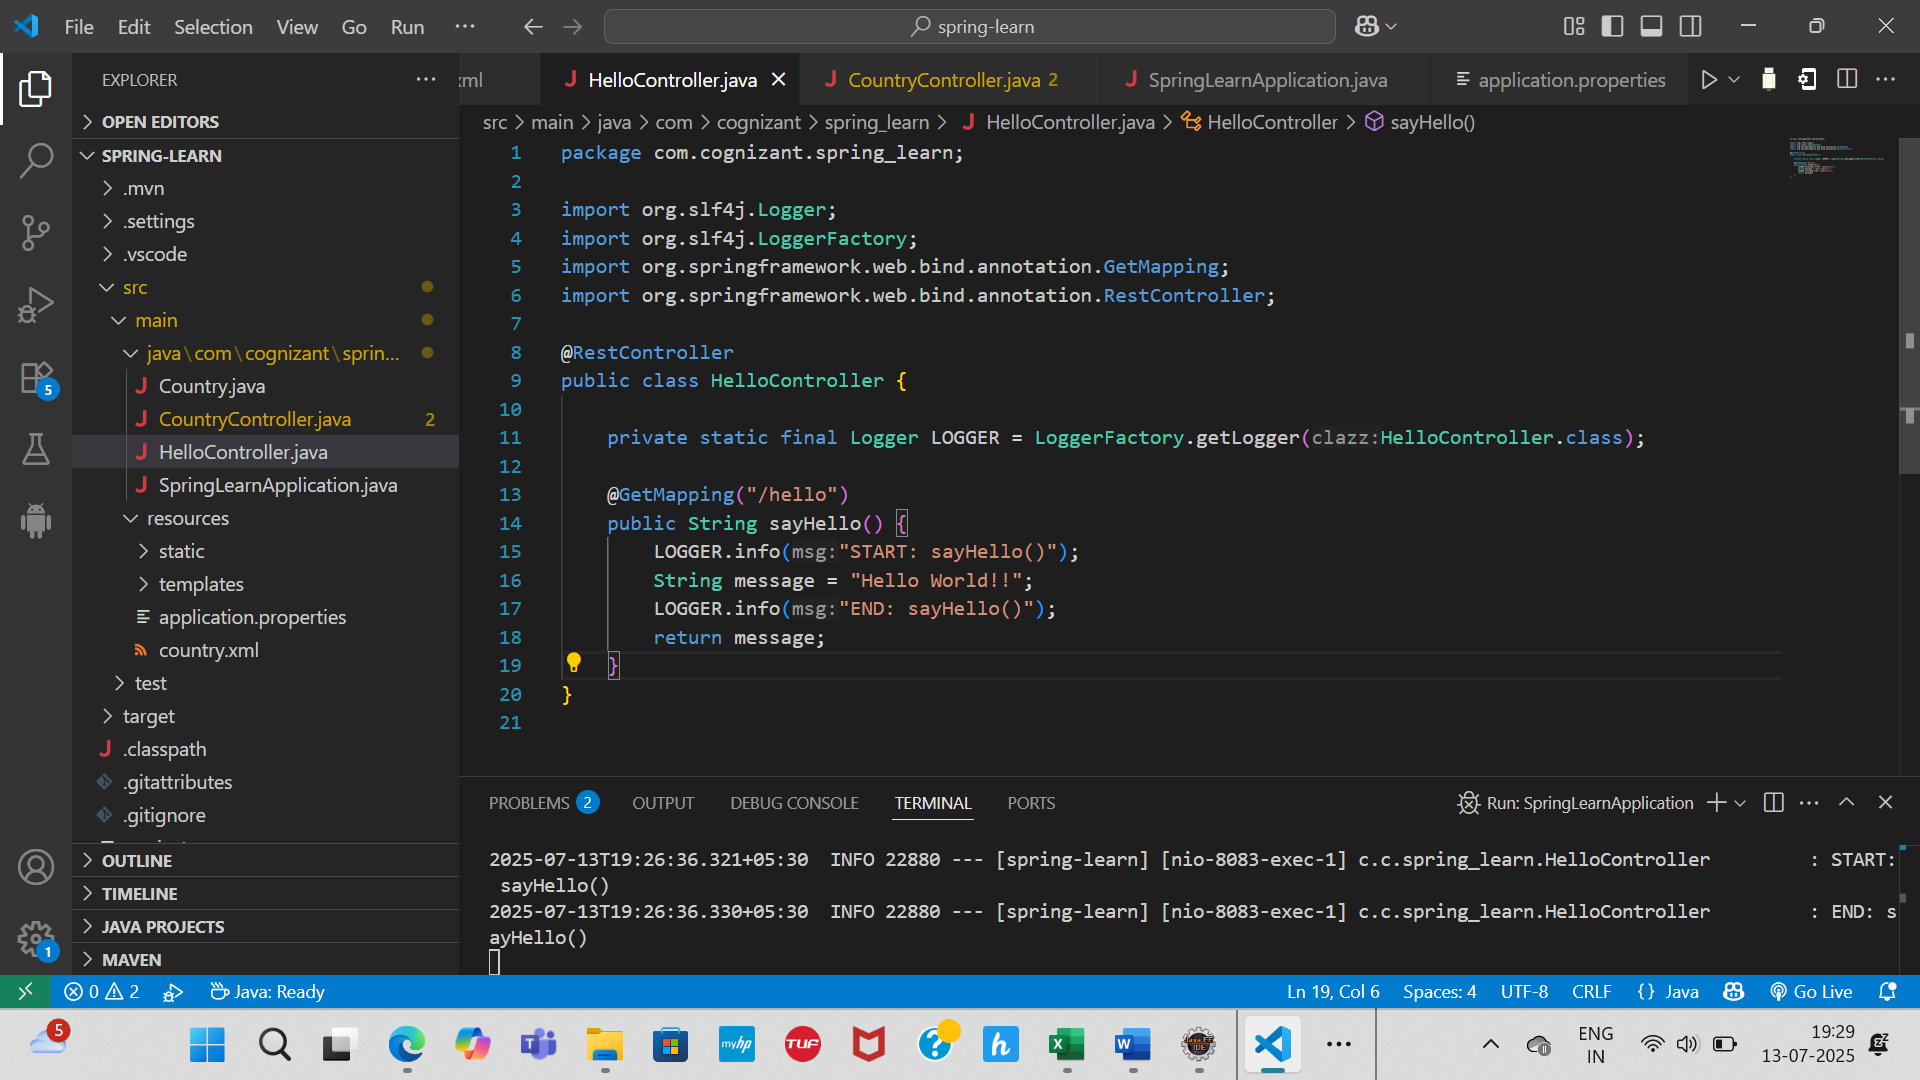 File Edit Selection View Go Run ···
spring-learn
EXPLORER ···
OPEN EDITORS
SPRING-LEARN
.mvn
.settings
.vscode
src
main
java\com\cognizant\sprin...
Country.java
CountryController.java 2
HelloController.java
SpringLearnApplication.java
resources
static
templates
application.properties
country.xml
test
target
.classpath
.gitattributes
.gitignore
OUTLINE
TIMELINE
JAVA PROJECTS
MAVEN
5
1
xml HelloController.java CountryController.java 2 SpringLearnApplication.java application.properties
src > main > java > com > cognizant > spring_learn > HelloController.java > HelloController > sayHello()
1 package com.cognizant.spring_learn;
2
3 import org.slf4j.Logger;
4 import org.slf4j.LoggerFactory;
5 import org.springframework.web.bind.annotation.GetMapping;
6 import org.springframework.web.bind.annotation.RestController;
7
8 @RestController
9 public class HelloController {
10
11 private static final Logger LOGGER = LoggerFactory.getLogger(clazz:HelloController.class);
12
13 @GetMapping("/hello")
14 public String sayHello() {
15 LOGGER.info(msg:"START: sayHello()");
16 String message = "Hello World!!";
17 LOGGER.info(msg:"END: sayHello()");
18 return message;
19 }
20 }
21
PROBLEMS 2 OUTPUT DEBUG CONSOLE TERMINAL PORTS
Run: SpringLearnApplication
2025-07-13T19:26:36.321+05:30 INFO 22880 --- [spring-learn] [nio-8083-exec-1] c.c.spring_learn.HelloController : START:
sayHello()
2025-07-13T19:26:36.330+05:30 INFO 22880 --- [spring-learn] [nio-8083-exec-1] c.c.spring_learn.HelloController : END: s
ayHello()
0 2 Java: Ready
Ln 19, Col 6 Spaces: 4 UTF-8 CRLF {} Java Go Live
5
myhp
TUF
ENG
IN
19:29
13-07-2025